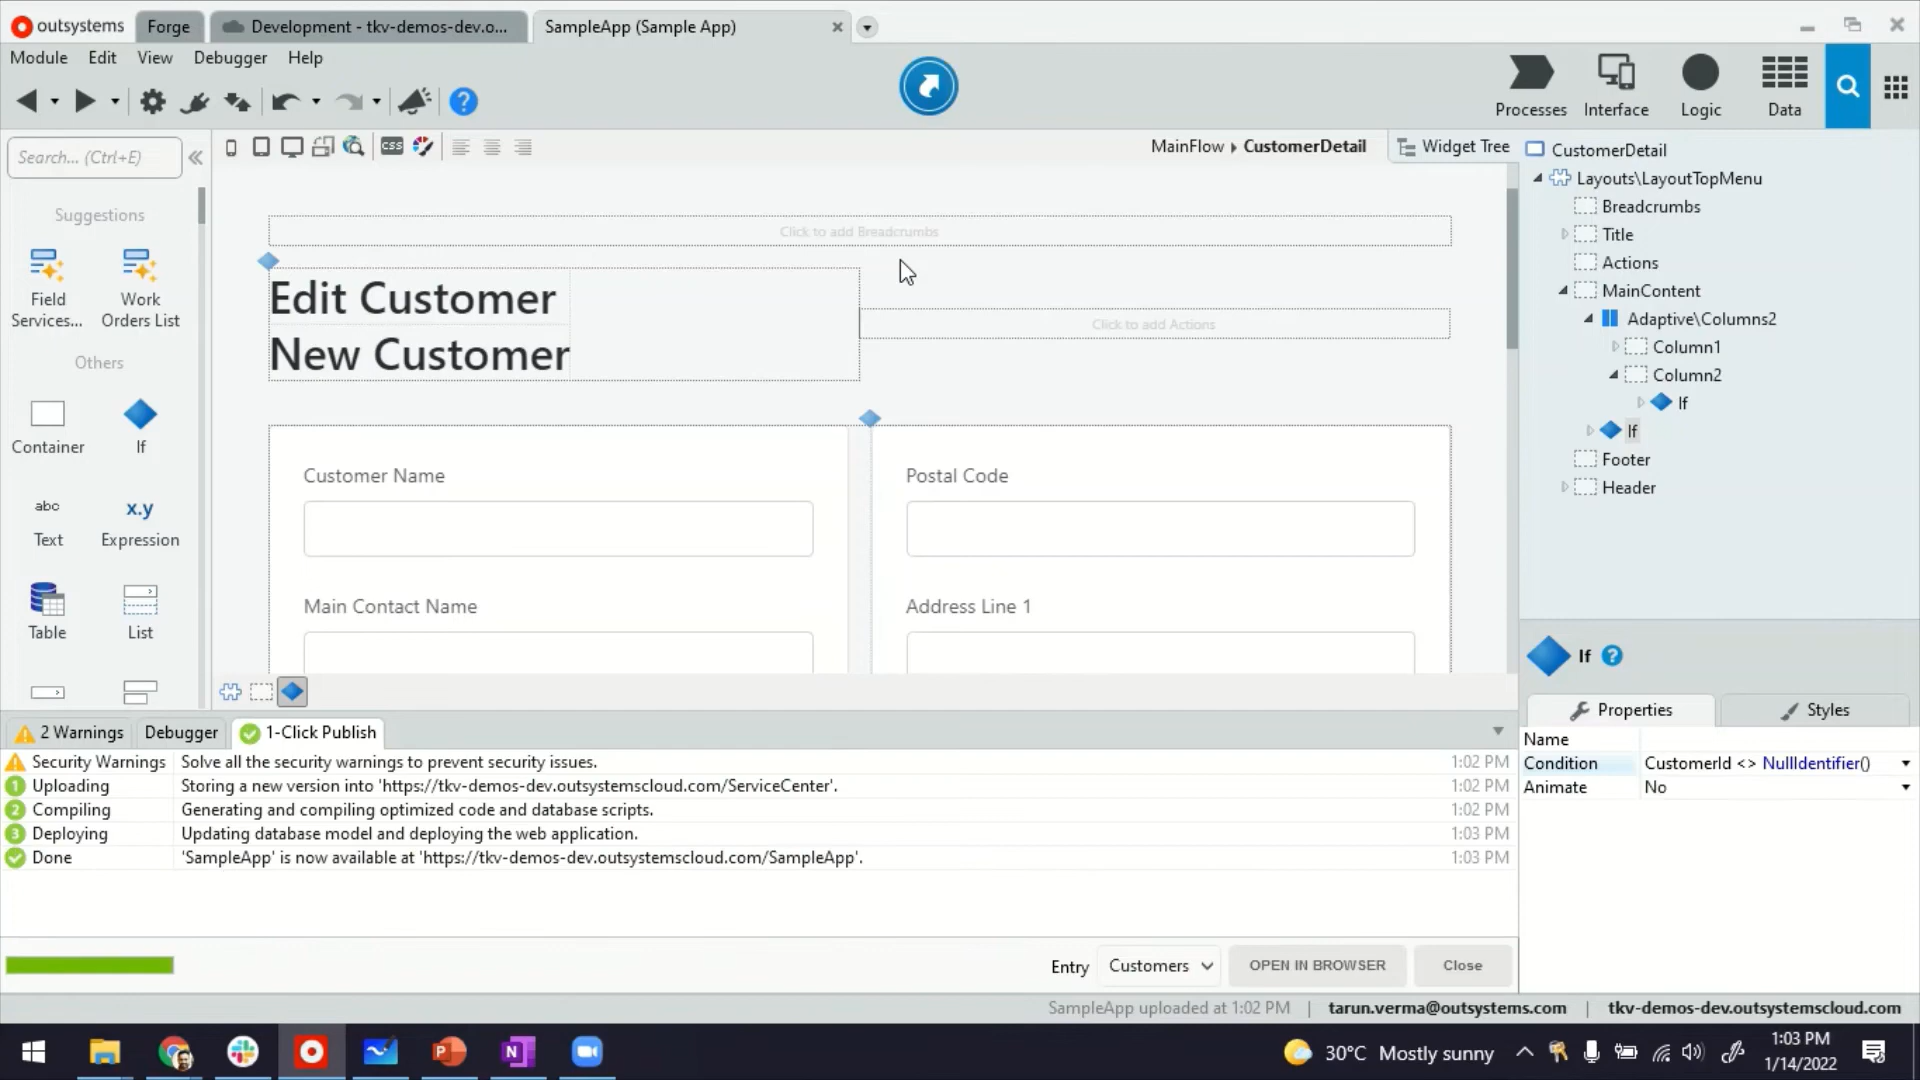 outsystems
Forge
Development - tkv-demos-dev.o...
SampleApp (Sample App)
Module
Edit
View
Debugger
Help
Processes
Interface
Logic
Data
Search... (Ctrl+E)
CSS
MainFlow
CustomerDetail
Widget Tree
Suggestions
Field
Services...
Work
Orders List
Others
Container
If
abc
Text
x.y
Expression
Table
List
Click to add Breadcrumbs
Edit Customer
New Customer
Click to add Actions
Customer Name
Postal Code
Main Contact Name
Address Line 1
CustomerDetail
Layouts\LayoutTopMenu
Breadcrumbs
Title
Actions
MainContent
Adaptive\Columns2
Column1
Column2
If
If
Footer
Header
If
?
Properties
Styles
Name
Condition
CustomerId <> NullIdentifier()
Animate
No
2 Warnings
Debugger
1-Click Publish
Security Warnings
Solve all the security warnings to prevent security issues.
1:02 PM
1
Uploading
Storing a new version into 'https://tkv-demos-dev.outsystemscloud.com/ServiceCenter'.
1:02 PM
2
Compiling
Generating and compiling optimized code and database scripts.
1:02 PM
3
Deploying
Updating database model and deploying the web application.
1:03 PM
Done
'SampleApp' is now available at 'https://tkv-demos-dev.outsystemscloud.com/SampleApp'.
1:03 PM
Entry
Customers
OPEN IN BROWSER
Close
SampleApp uploaded at 1:02 PM
tarun.verma@outsystems.com
tkv-demos-dev.outsystemscloud.com
30°C Mostly sunny
1:03 PM
1/14/2022